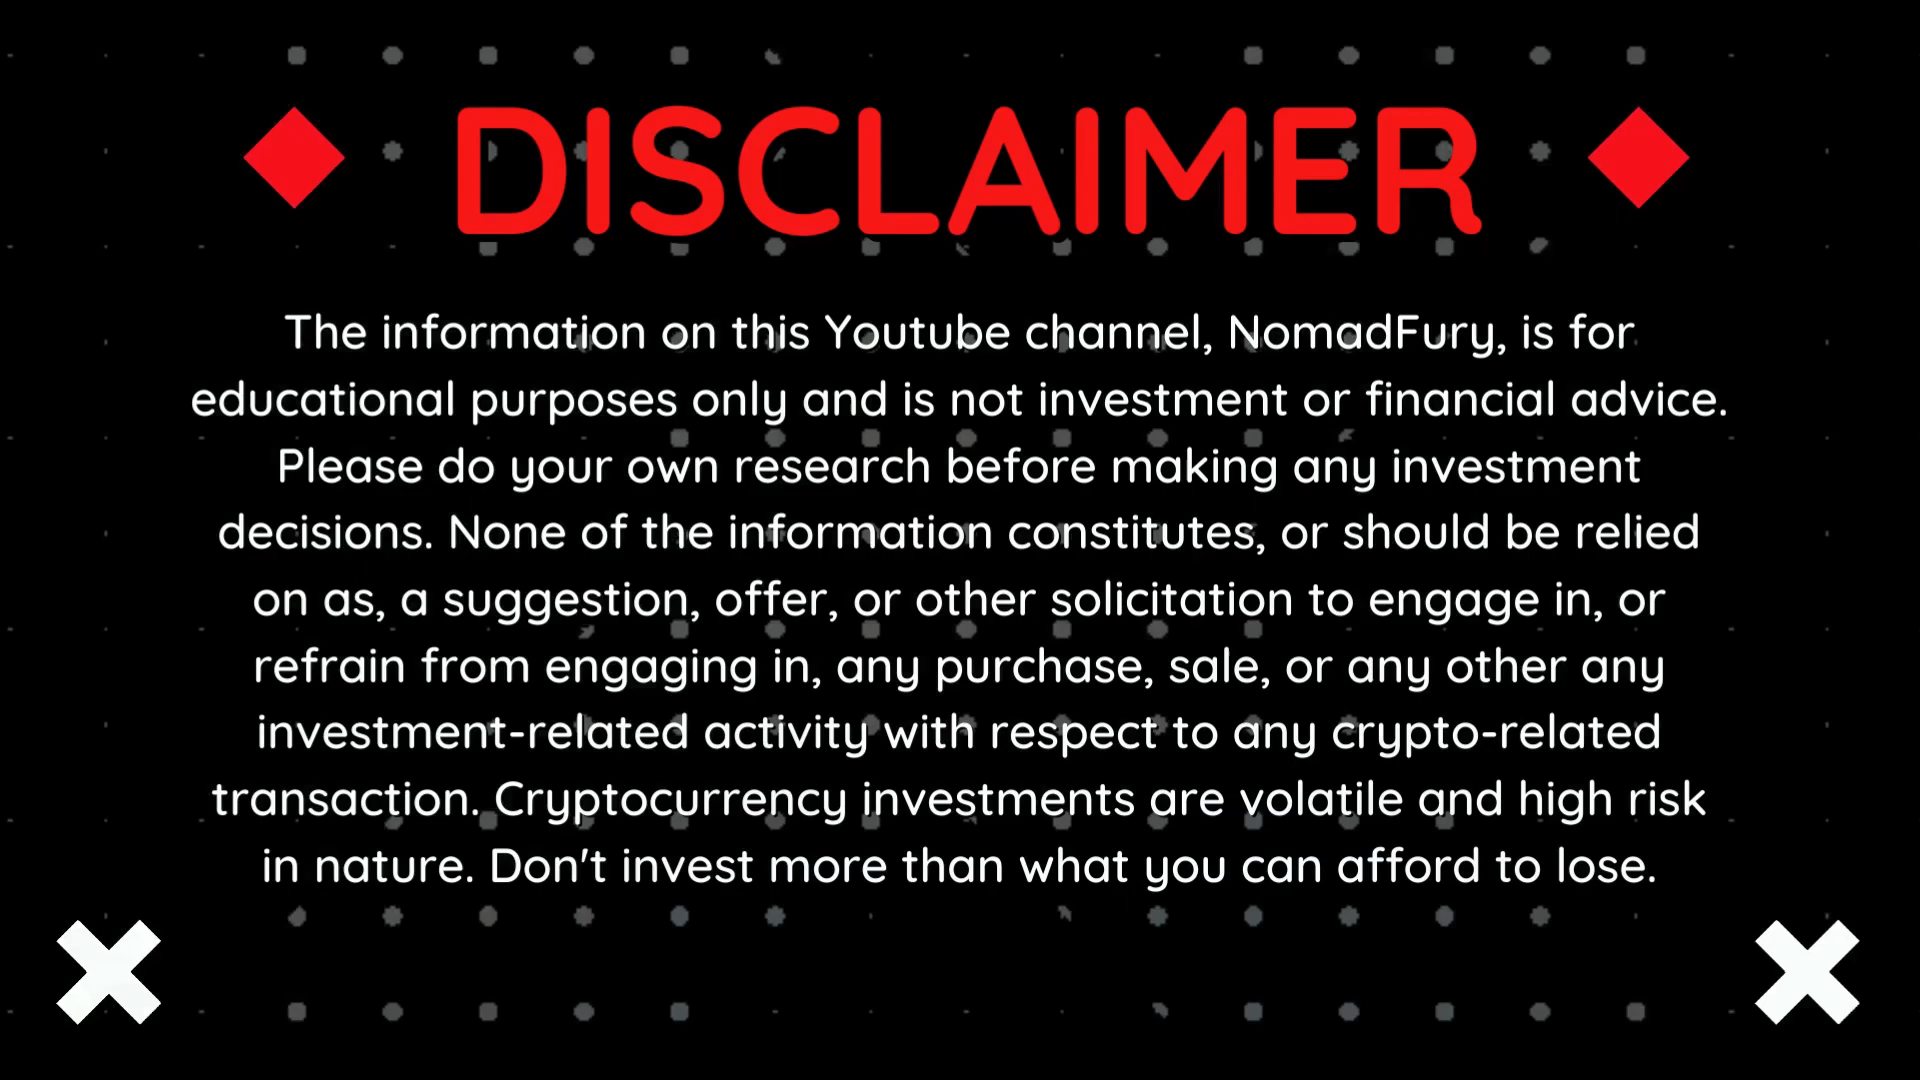 DISCLAIMER
The information on this Youtube channel, NomadFury, is for
educational purposes only and is not investment or financial advice.
Please do your own research before making any investment
decisions. None of the information constitutes, or should be relied
on as, a suggestion, offer, or other solicitation to engage in, or
refrain from engaging in, any purchase, sale, or any other any
investment-related activity with respect to any crypto-related
transaction. Cryptocurrency investments are volatile and high risk
in nature. Don't invest more than what you can afford to lose.